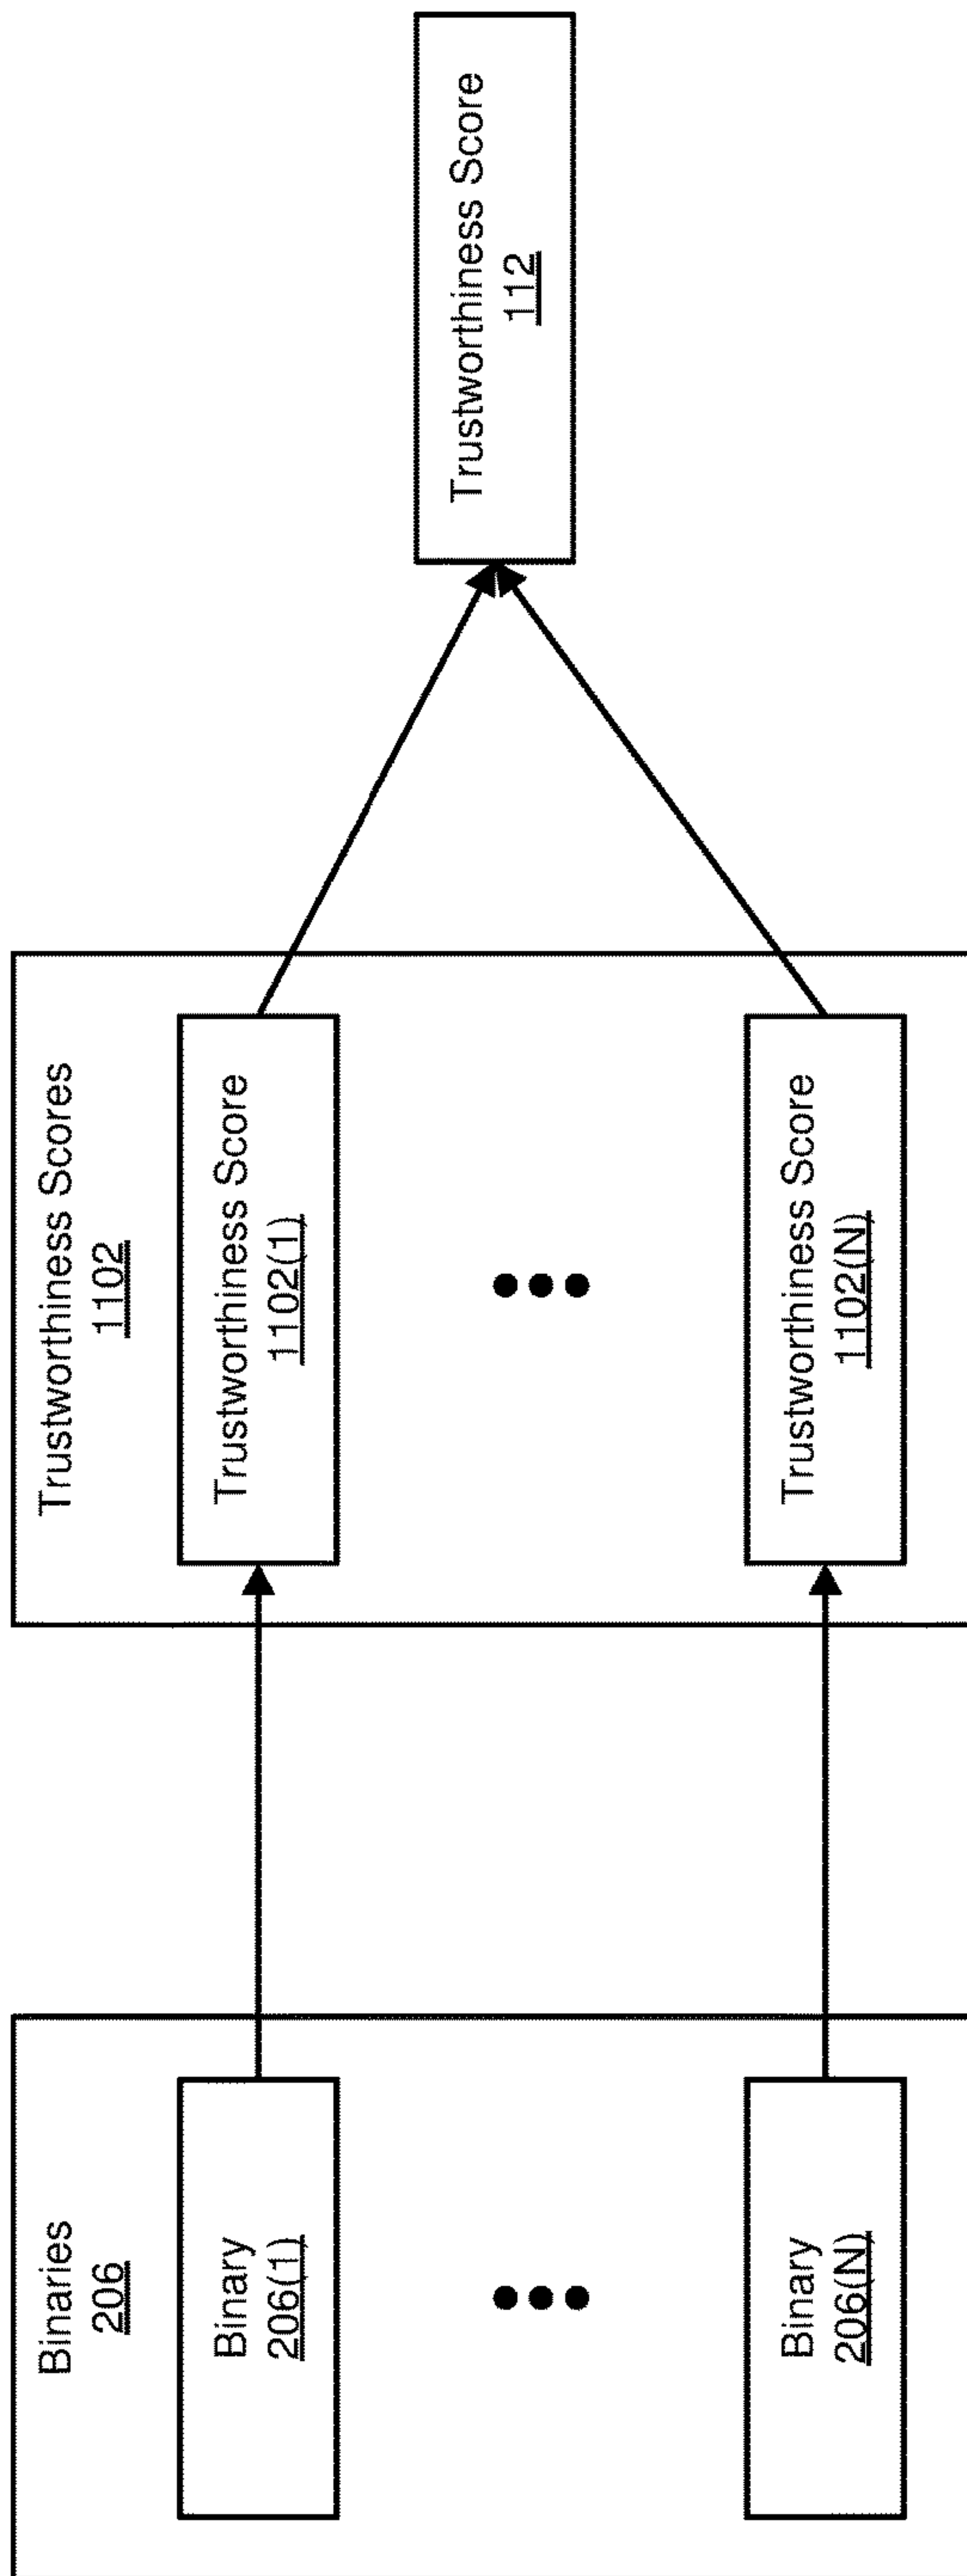 Binaries
206
Binary
206(1)
Binary
206(N)
Trustworthiness Scores
1102
Trustworthiness Score
1102(1)
Trustworthiness Score
1102(N)
Trustworthiness Score
112